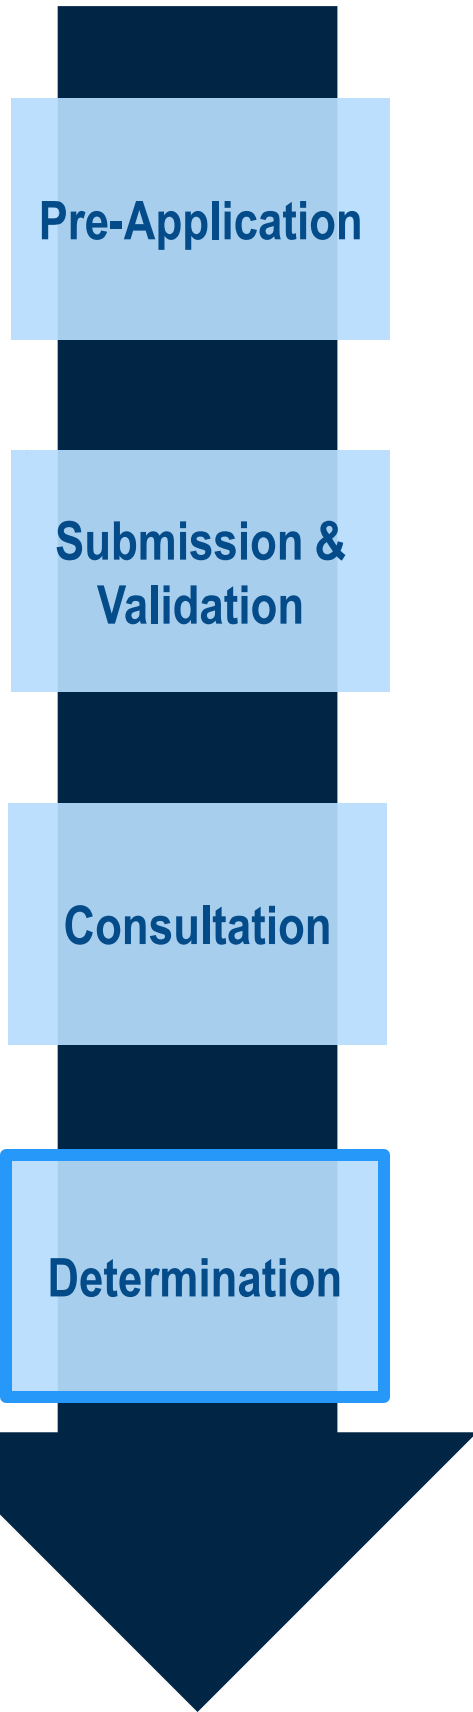 Pre-Application
Submission &
Validation
Consultation
Determination